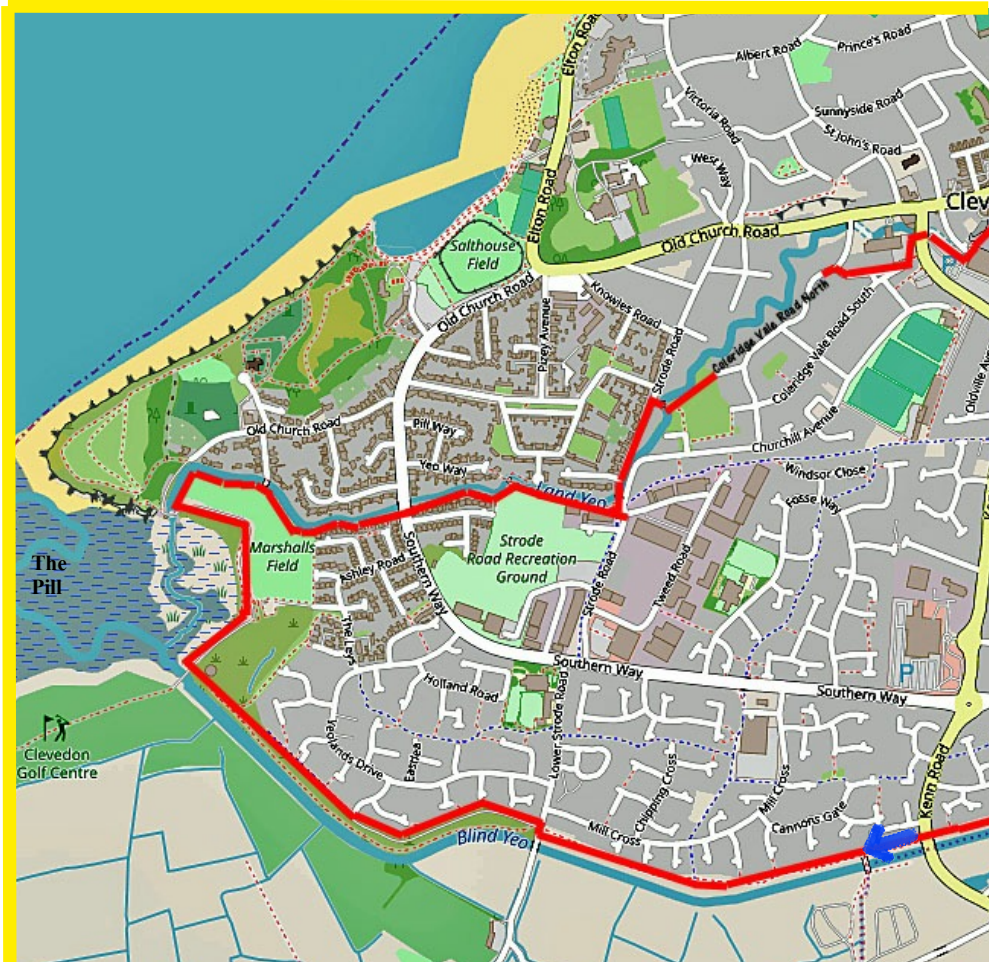 Elton Road
Albert Road
Prince's Road
Victoria Road
Sunnyside Road
St John's Road
West Way
Clev
Elton Road
Old Church Road
Salthouse
Field
P
Old Church Road
Knowles Road
Pizey Avenue
Coleridge Vale Road North
Coleridge Vale Road South
Strode Road
Oldville Ave
Old Church Road
Pill Way
Churchill Avenue
Yeo Way
Windsor Close
Land Yeo
Fosse Way
Strode
Road Recreation
Ground
Marshalls
Field
The
Pill
Ashley Road
Southern Way
Strode Road
Tweed Road
The Leys
Southern Way
P
Southern Way
Holland Road
Lower Strode Road
Clevedon
Golf Centre
Yeolands Drive
Eastlea
Chipping Cross
Mill Cross
Kenn Road
Mill Cross
Cannons Gate
Blind Yeo